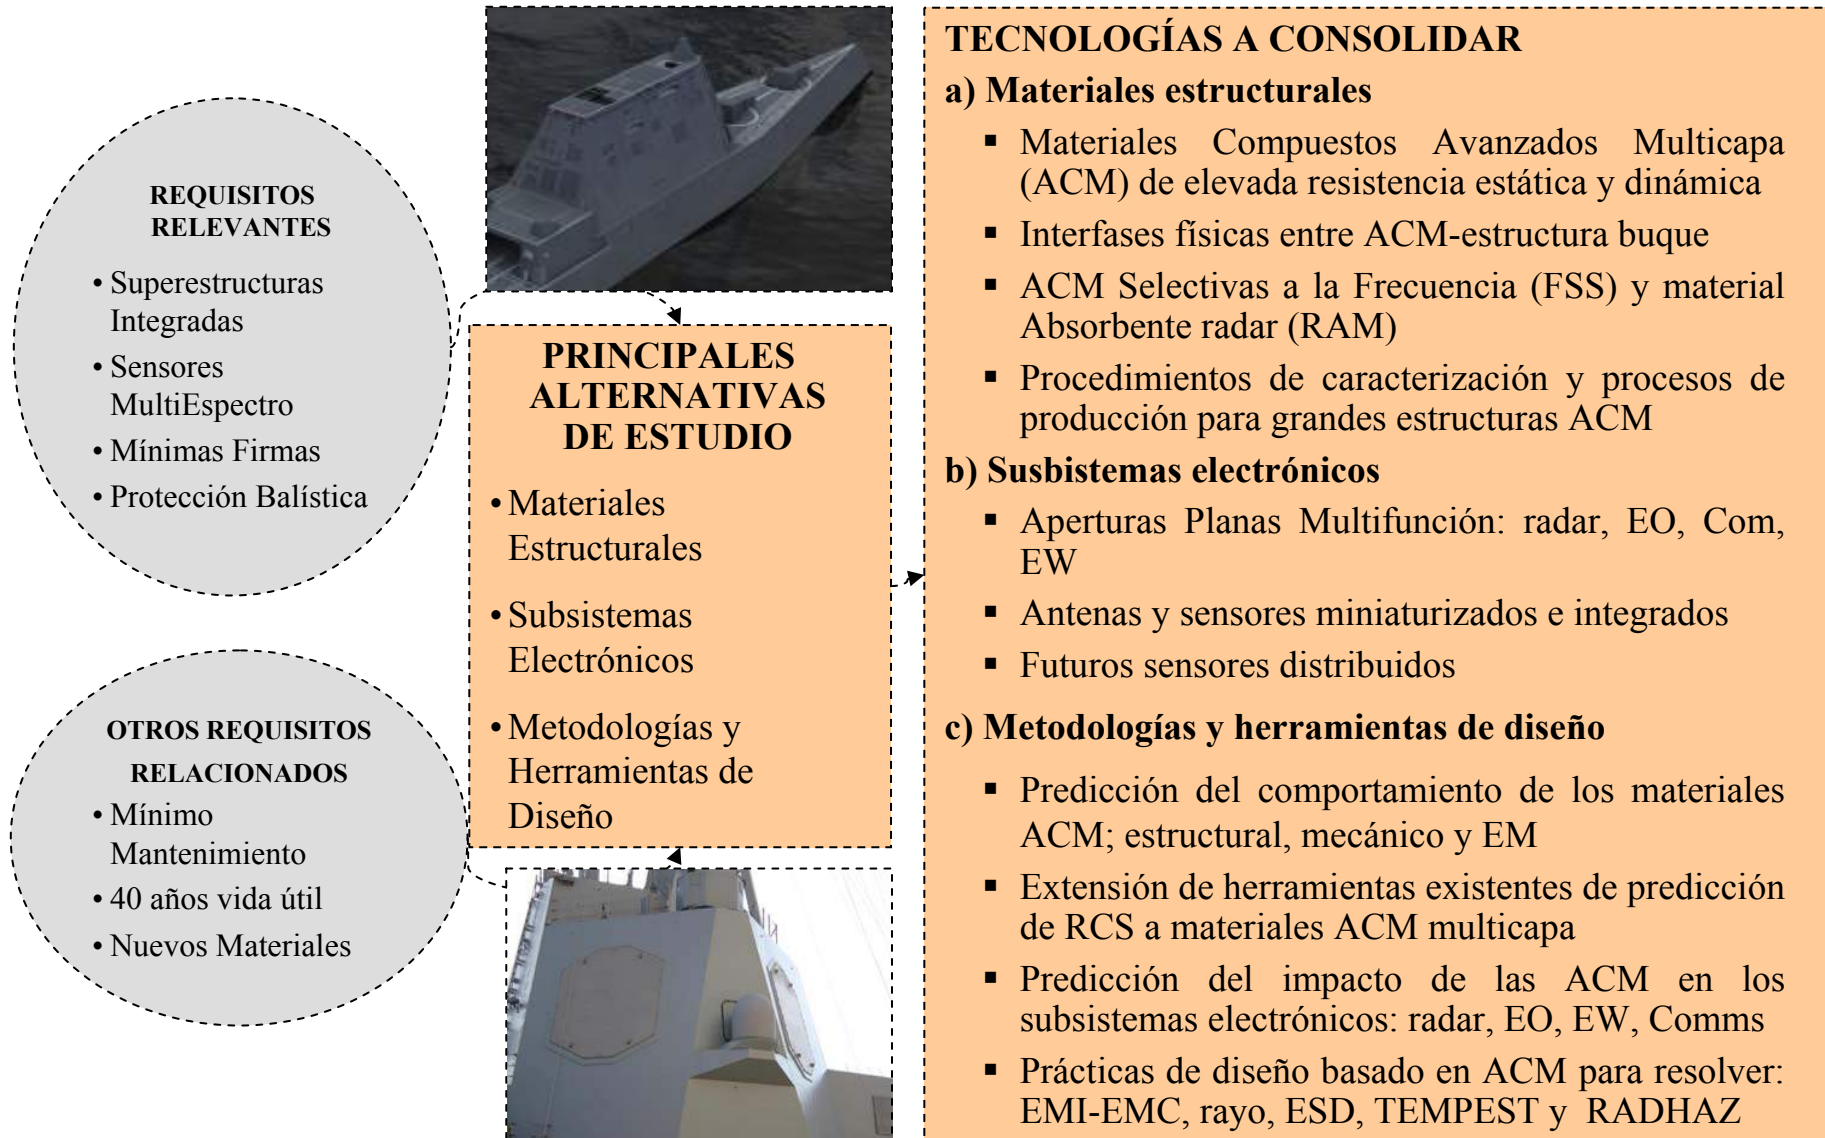 REQUISITOS
RELEVANTES
• Superestructuras
Integradas
• Sensores
MultiEspectro
• Mínimas Firmas
• Protección Balística
OTROS REQUISITOS
RELACIONADOS
• Mínimo
Mantenimiento
• 40 años vida útil
• Nuevos Materiales
PRINCIPALES
ALTERNATIVAS
DE ESTUDIO
• Materiales
Estructurales
• Subsistemas
Electrónicos
• Metodologías y
Herramientas de
Diseño
TECNOLOGÍAS A CONSOLIDAR
a) Materiales estructurales
▪ Materiales Compuestos Avanzados Multicapa
(ACM) de elevada resistencia estática y dinámica
▪ Interfases físicas entre ACM-estructura buque
▪ ACM Selectivas a la Frecuencia (FSS) y material
Absorbente radar (RAM)
▪ Procedimientos de caracterización y procesos de
producción para grandes estructuras ACM
b) Susbistemas electrónicos
▪ Aperturas Planas Multifunción: radar, EO, Com,
EW
▪ Antenas y sensores miniaturizados e integrados
▪ Futuros sensores distribuidos
c) Metodologías y herramientas de diseño
▪ Predicción del comportamiento de los materiales
ACM; estructural, mecánico y EM
▪ Extensión de herramientas existentes de predicción
de RCS a materiales ACM multicapa
▪ Predicción del impacto de las ACM en los
subsistemas electrónicos: radar, EO, EW, Comms
▪ Prácticas de diseño basado en ACM para resolver:
EMI-EMC, rayo, ESD, TEMPEST y RADHAZ